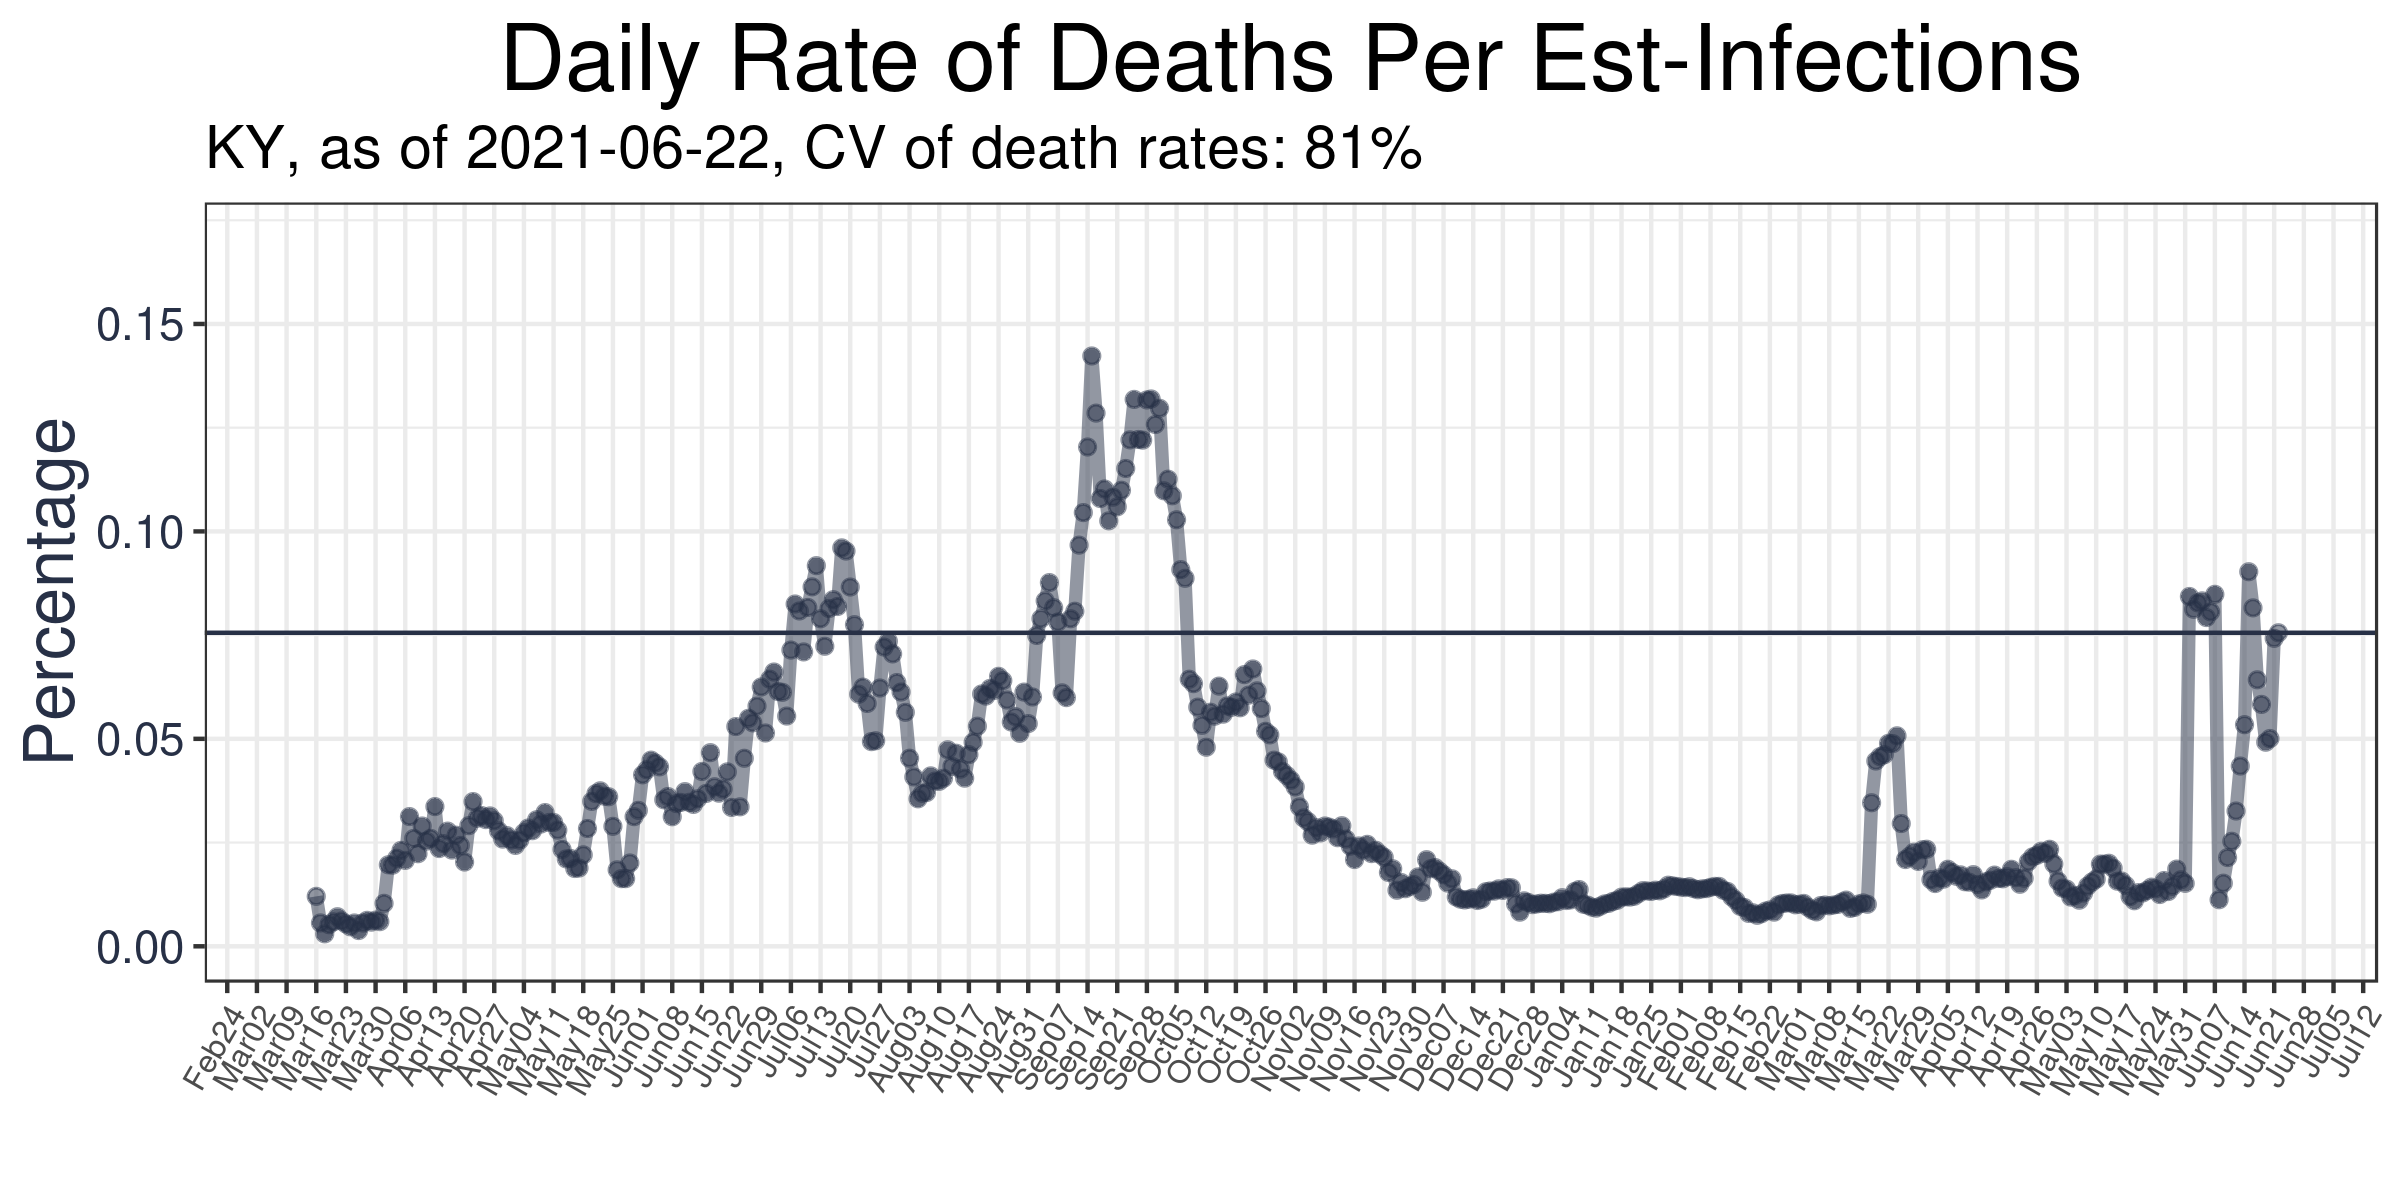 Daily Rate of Deaths Per Est-Infections
KY, as of 2021-06-22, CV of death rates: 81%
Percentage
0.15
0.10
0.05
0.00
Feb24
Mar02
Mar09
Mar16
Mar23
Mar30
Apr06
Apr13
Apr20
Apr27
May04
May11
May18
May25
Jun01
Jun08
Jun15
Jun22
Jun29
Jul06
Jul13
Jul20
Jul27
Aug03
Aug10
Aug17
Aug24
Aug31
Sep07
Sep14
Sep21
Sep28
Oct05
Oct12
Oct19
Oct26
Nov02
Nov09
Nov16
Nov23
Nov30
Dec07
Dec14
Dec21
Dec28
Dec04
Jan11
Jan18
Jan25
Feb01
Feb08
Feb15
Feb22
Mar01
Mar08
Mar15
Mar22
Mar29
Apr05
Apr12
Apr19
Apr26
May03
May10
May17
May24
May31
May07
Jun14
Jun21
Jun28
Jul05
Jul12